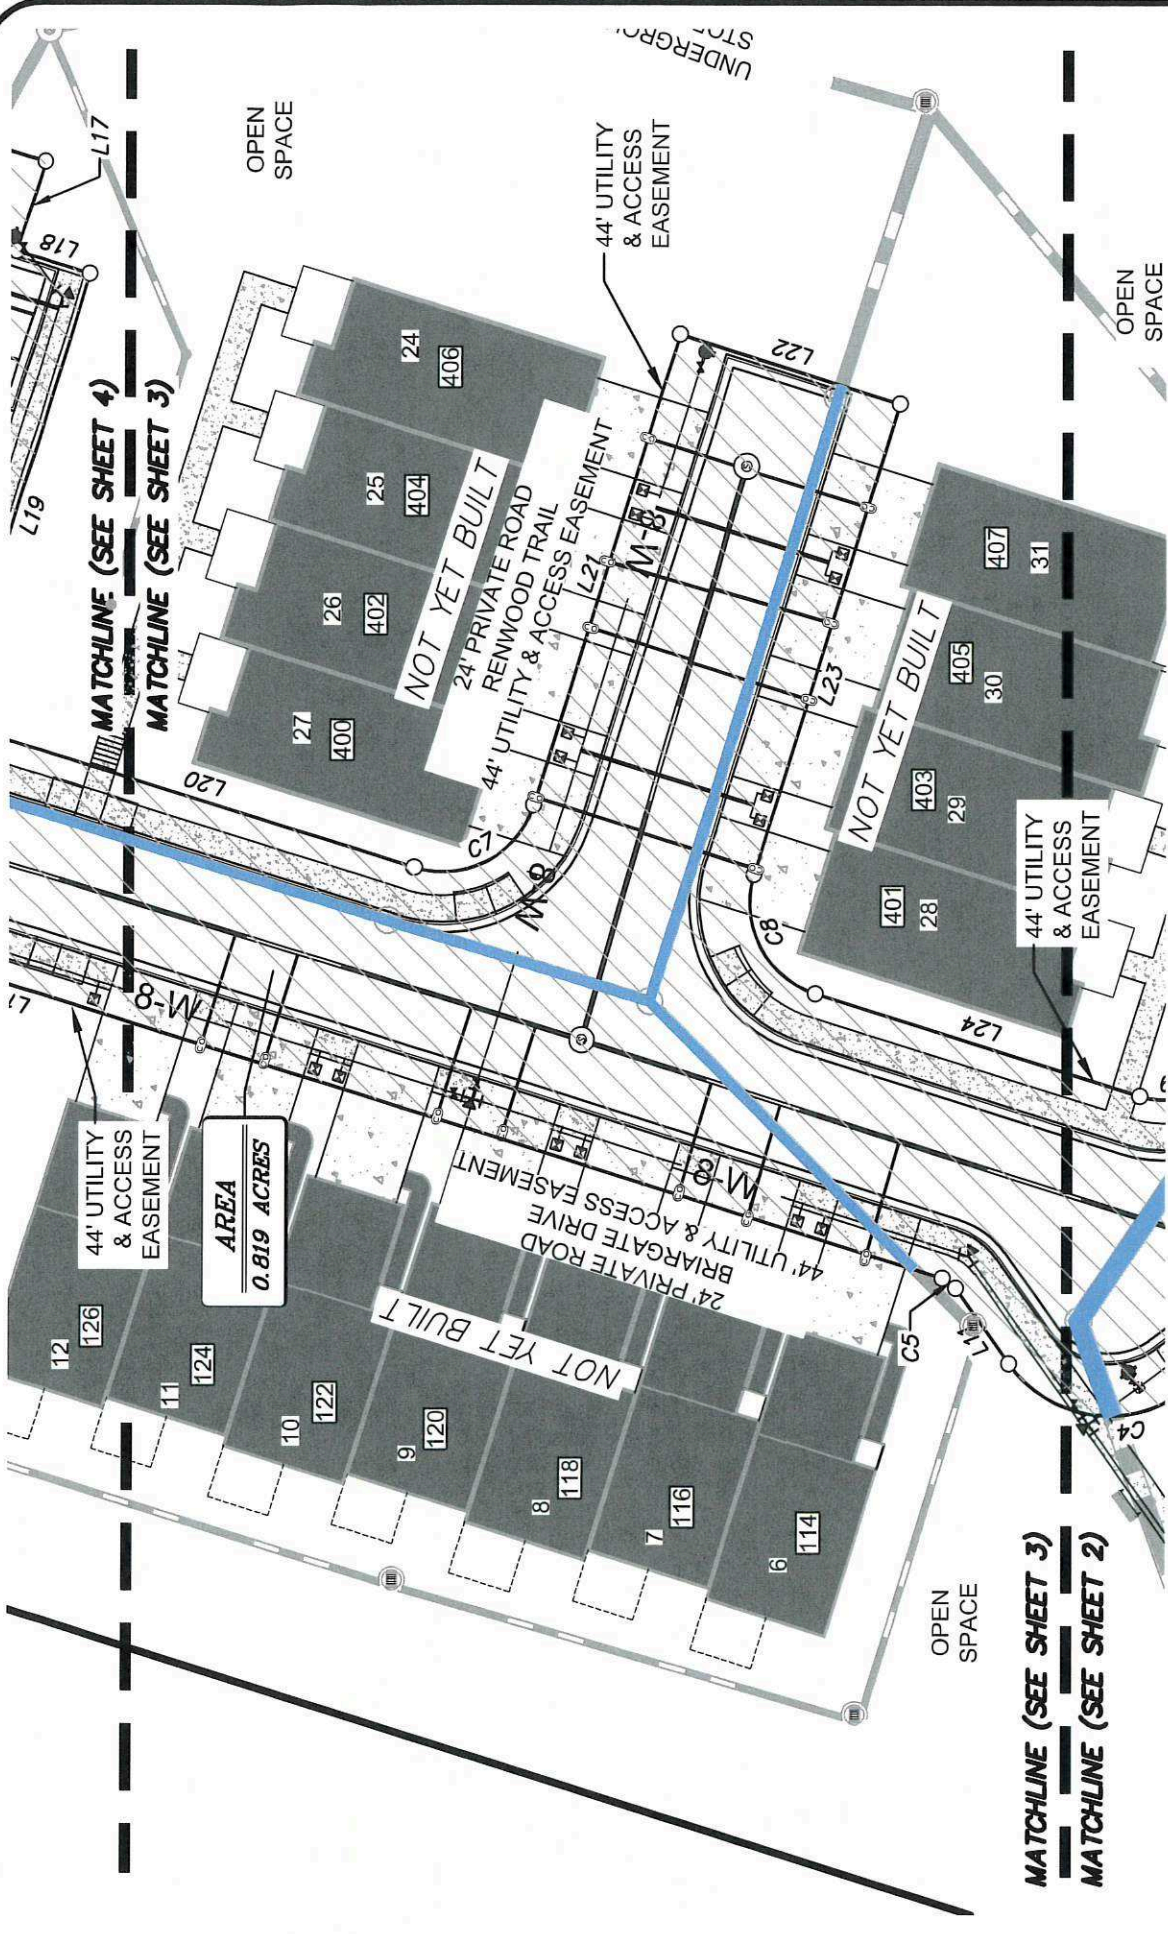 L17
L18
L19
OPEN
SPACE
UNDERGRO
STO
MATCHLINE (SEE SHEET 4)
MATCHLINE (SEE SHEET 3)
44' UTILITY
& ACCESS
EASEMENT
24
406
25
404
26
402
27
400
NOT YET BUILT
24' PRIVATE ROAD
RENWOOD TRAIL
44' UTILITY & ACCESS EASEMENT
L20
L21
L22
L23
L24
C7
C8
W-8
W-8
W-8
W-8
OPEN
SPACE
407
31
405
30
403
29
401
28
NOT YET BUILT
44' UTILITY
& ACCESS
EASEMENT
44' UTILITY
& ACCESS
EASEMENT
AREA
0.819 ACRES
24' PRIVATE ROAD
BRIARGATE DRIVE
44' UTILITY & ACCESS EASEMENT
NOT YET BUILT
12
126
11
124
10
122
9
120
8
118
7
116
6
114
C5
C4
S
S
OPEN
SPACE
MATCHLINE (SEE SHEET 3)
MATCHLINE (SEE SHEET 2)